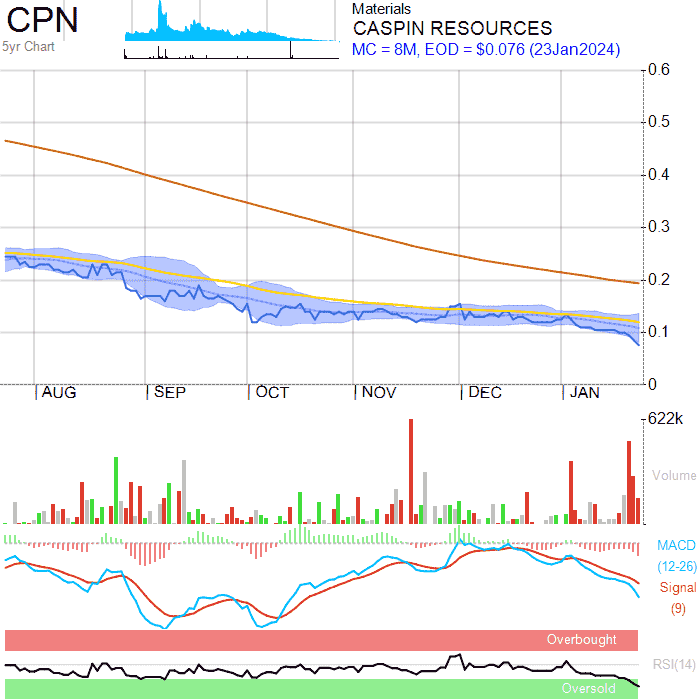 CPN
5yr Chart
Materials
CASPIN RESOURCES
MC = 8M, EOD = $0.076 (23Jan2024)
0.6
0.5
0.4
0.3
0.2
0.1
0
AUG SEP OCT NOV DEC JAN
622k
Volume
MACD
(12-26)
Signal
(9)
Overbought
RSI(14)
Oversold